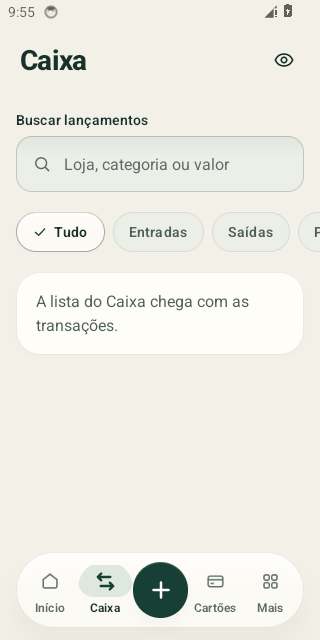 9:55
Caixa
Buscar lançamentos
Loja, categoria ou valor
Tudo
Entradas
Saídas
A lista do Caixa chega com as
transações.
Início
Caixa
Cartões
Mais